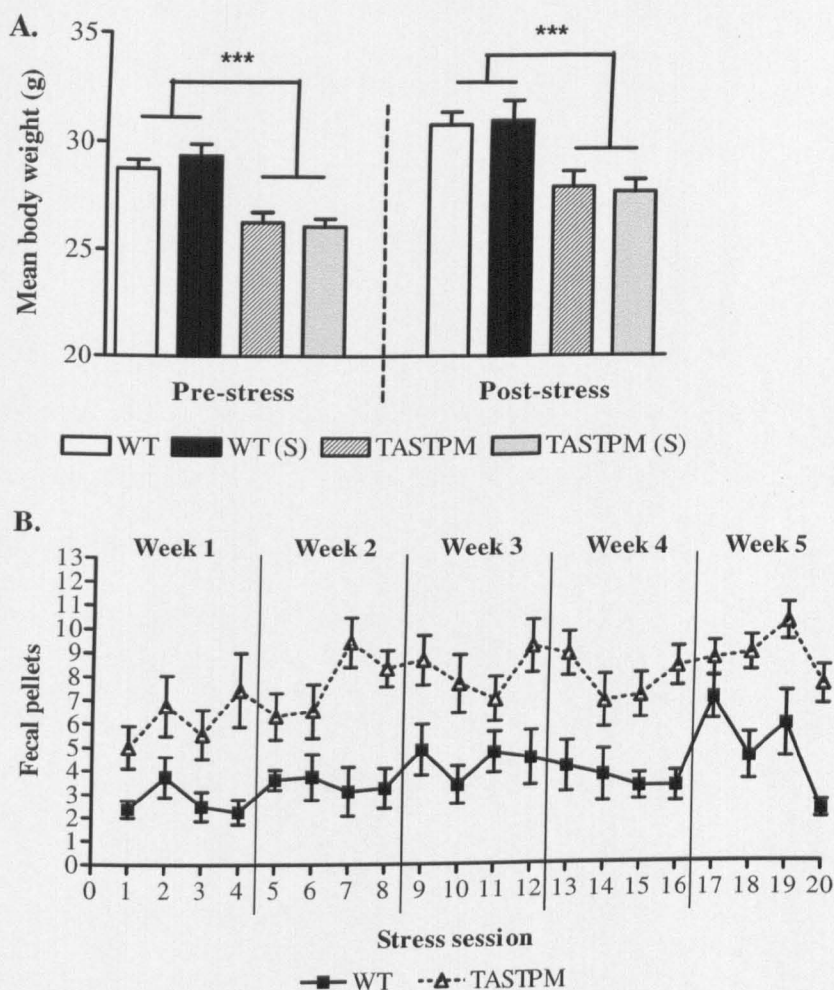 A.
***
***
Mean body weight (g)
35
30
25
20
Pre-stress
Post-stress
WT
WT (S)
TASTPM
TASTPM (S)
B.
Week 1
Week 2
Week 3
Week 4
Week 5
Fecal pellets
13
12
11
10
9
8
7
6
5
4
3
2
1
0
0 1 2 3 4 5 6 7 8 9 10 11 12 13 14 15 16 17 18 19 20
Stress session
WT
TASTPM